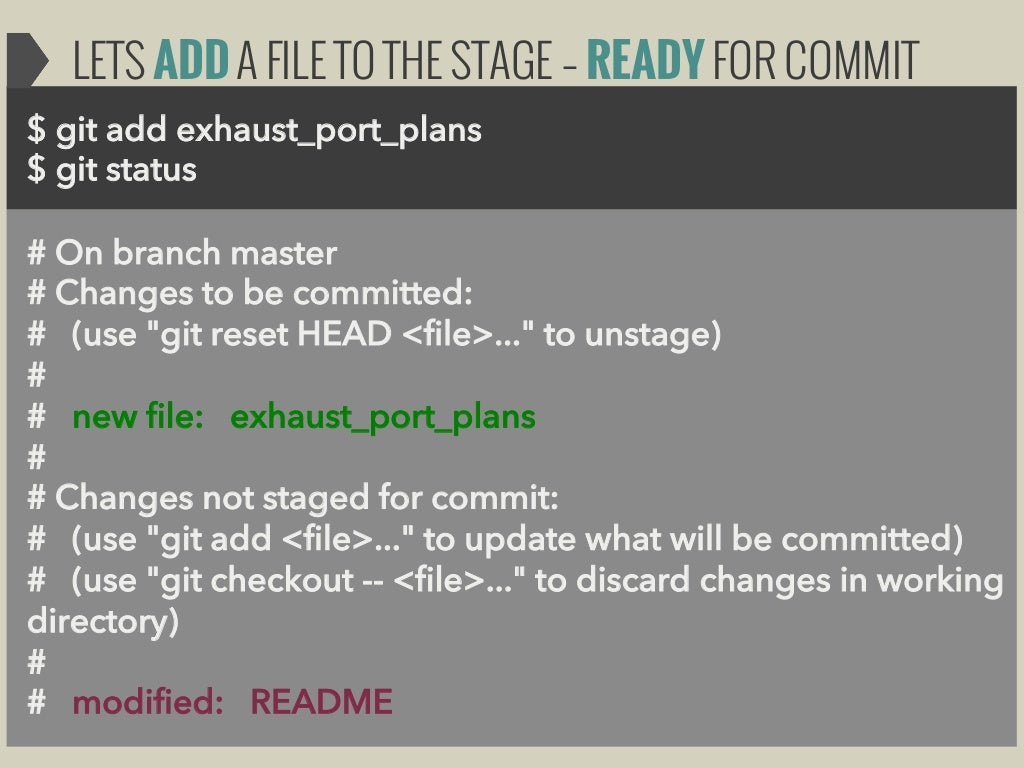 LETS ADD A FILE TO THE STAGE – READY FOR COMMIT
$ git add exhaust_port_plans
$ git status
# On branch master
# Changes to be committed:
#   (use "git reset HEAD <file>..." to unstage)
#
#   new file:   exhaust_port_plans
#
# Changes not staged for commit:
#   (use "git add <file>..." to update what will be committed)
#   (use "git checkout -- <file>..." to discard changes in working
directory)
#
#   modified:   README